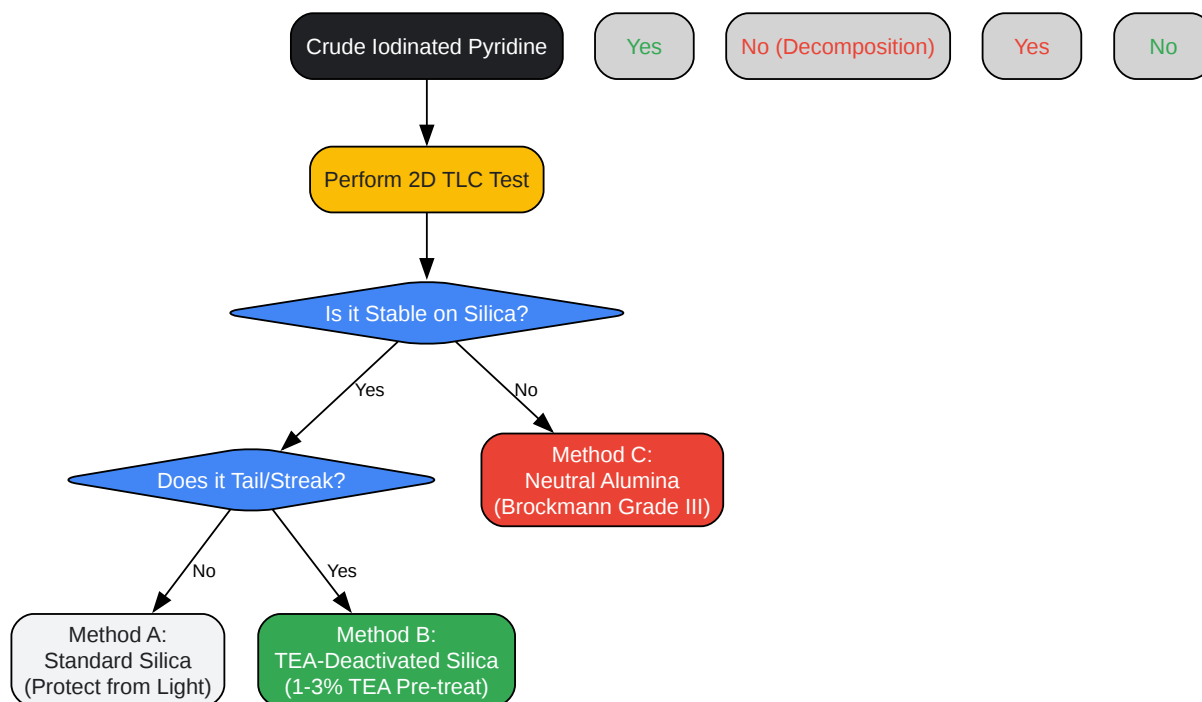 Crude Iodinated Pyridine
Yes
No (Decomposition)
Yes
No
Perform 2D TLC Test
Is it Stable on Silica?
Yes
No
Does it Tail/Streak?
Method C:
Neutral Alumina
(Brockmann Grade III)
No
Yes
Method A:
Standard Silica
(Protect from Light)
Method B:
TEA-Deactivated Silica
(1-3% TEA Pre-treat)